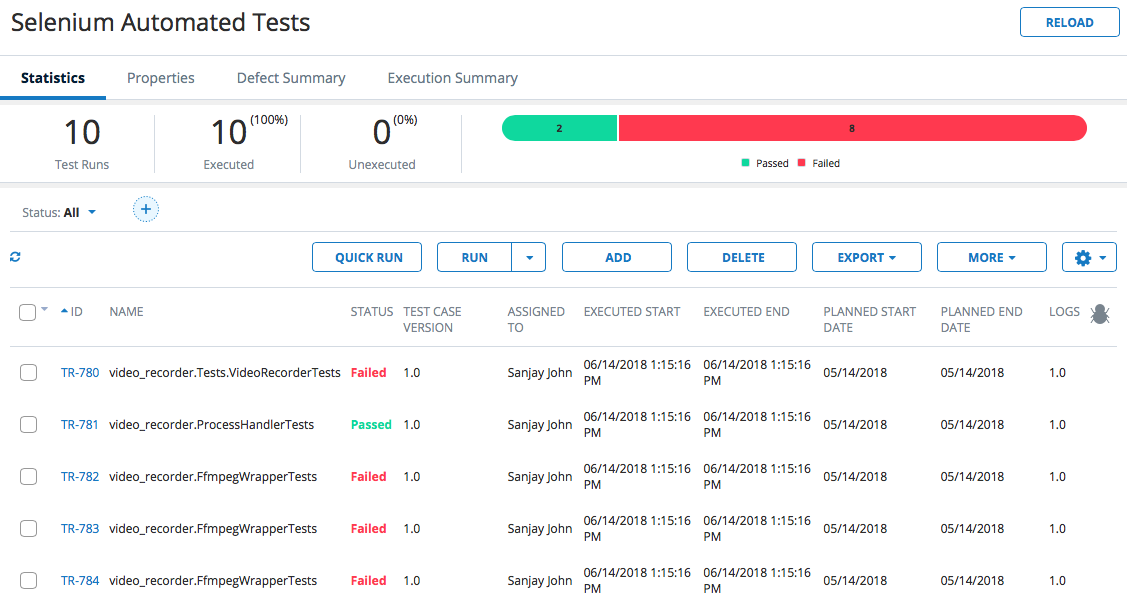 Selenium Automated Tests
RELOAD
Statistics Properties Defect Summary Execution Summary
10 10 (100%) 0 (0%) 2 8
Test Runs Executed Unexecuted Passed Failed
Status: All
QUICK RUN RUN ADD DELETE EXPORT MORE
ID NAME STATUS TEST CASE ASSIGNED EXECUTED START EXECUTED END PLANNED START PLANNED END LOGS
VERSION TO DATE DATE
TR-780 video_recorder.Tests.VideoRecorderTests Failed 1.0 Sanjay John 06/14/2018 1:15:16 06/14/2018 1:15:16 05/14/2018 05/14/2018 1.0
PM PM
TR-781 video_recorder.ProcessHandlerTests Passed 1.0 Sanjay John 06/14/2018 1:15:16 06/14/2018 1:15:16 05/14/2018 05/14/2018 1.0
PM PM
TR-782 video_recorder.FfmpegWrapperTests Failed 1.0 Sanjay John 06/14/2018 1:15:16 06/14/2018 1:15:16 05/14/2018 05/14/2018 1.0
PM PM
TR-783 video_recorder.FfmpegWrapperTests Failed 1.0 Sanjay John 06/14/2018 1:15:16 06/14/2018 1:15:16 05/14/2018 05/14/2018 1.0
PM PM
TR-784 video_recorder.FfmpegWrapperTests Failed 1.0 Sanjay John 06/14/2018 1:15:16 06/14/2018 1:15:16 05/14/2018 05/14/2018 1.0
PM PM